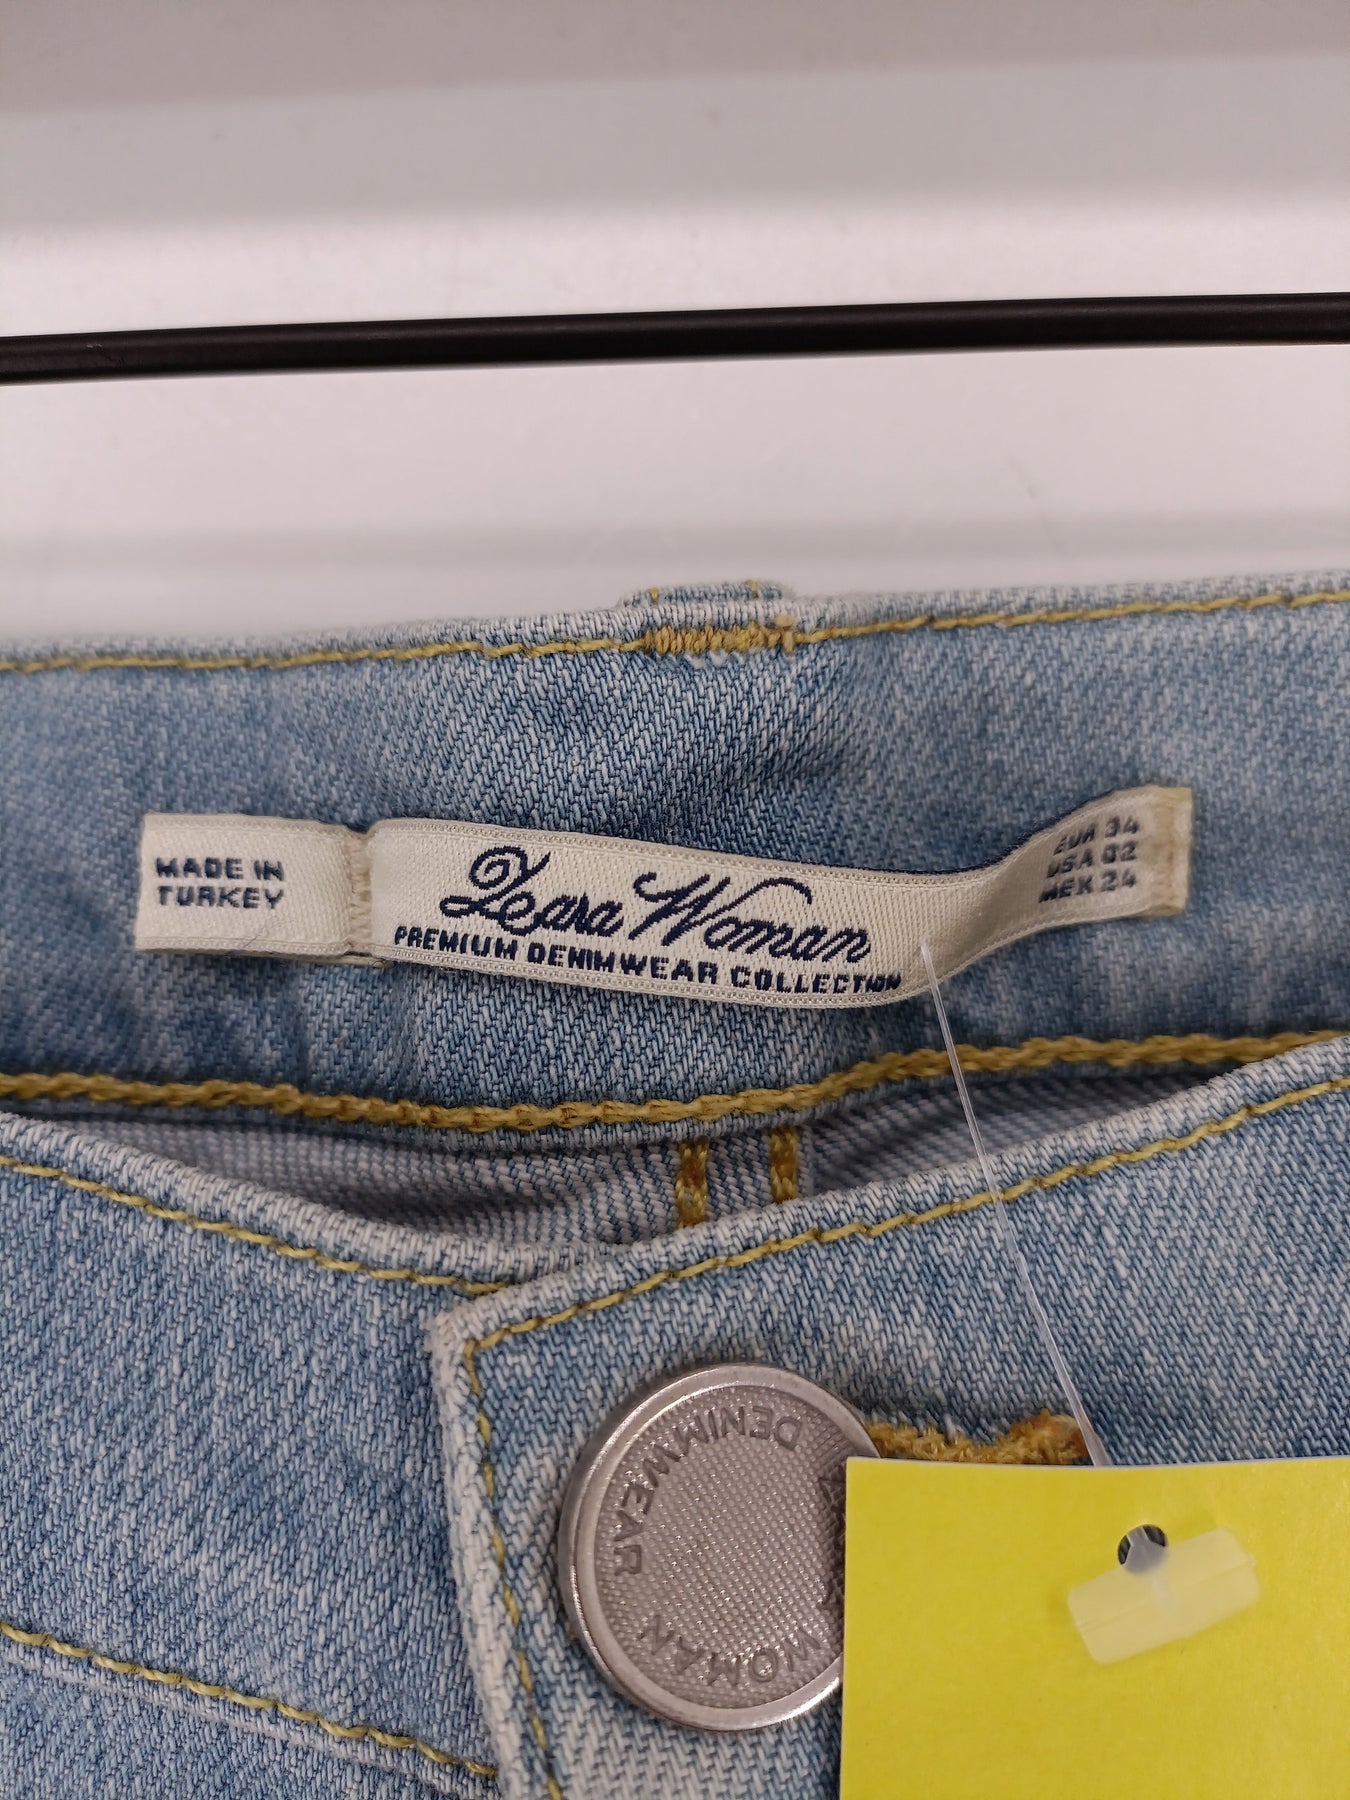 MADE IN
TURKEY
Zeara Woman
PREMIUM DENIMWEAR COLLECTION
EUR 34
USA 02
MEX 24
DENIMWEAR
WOMAN